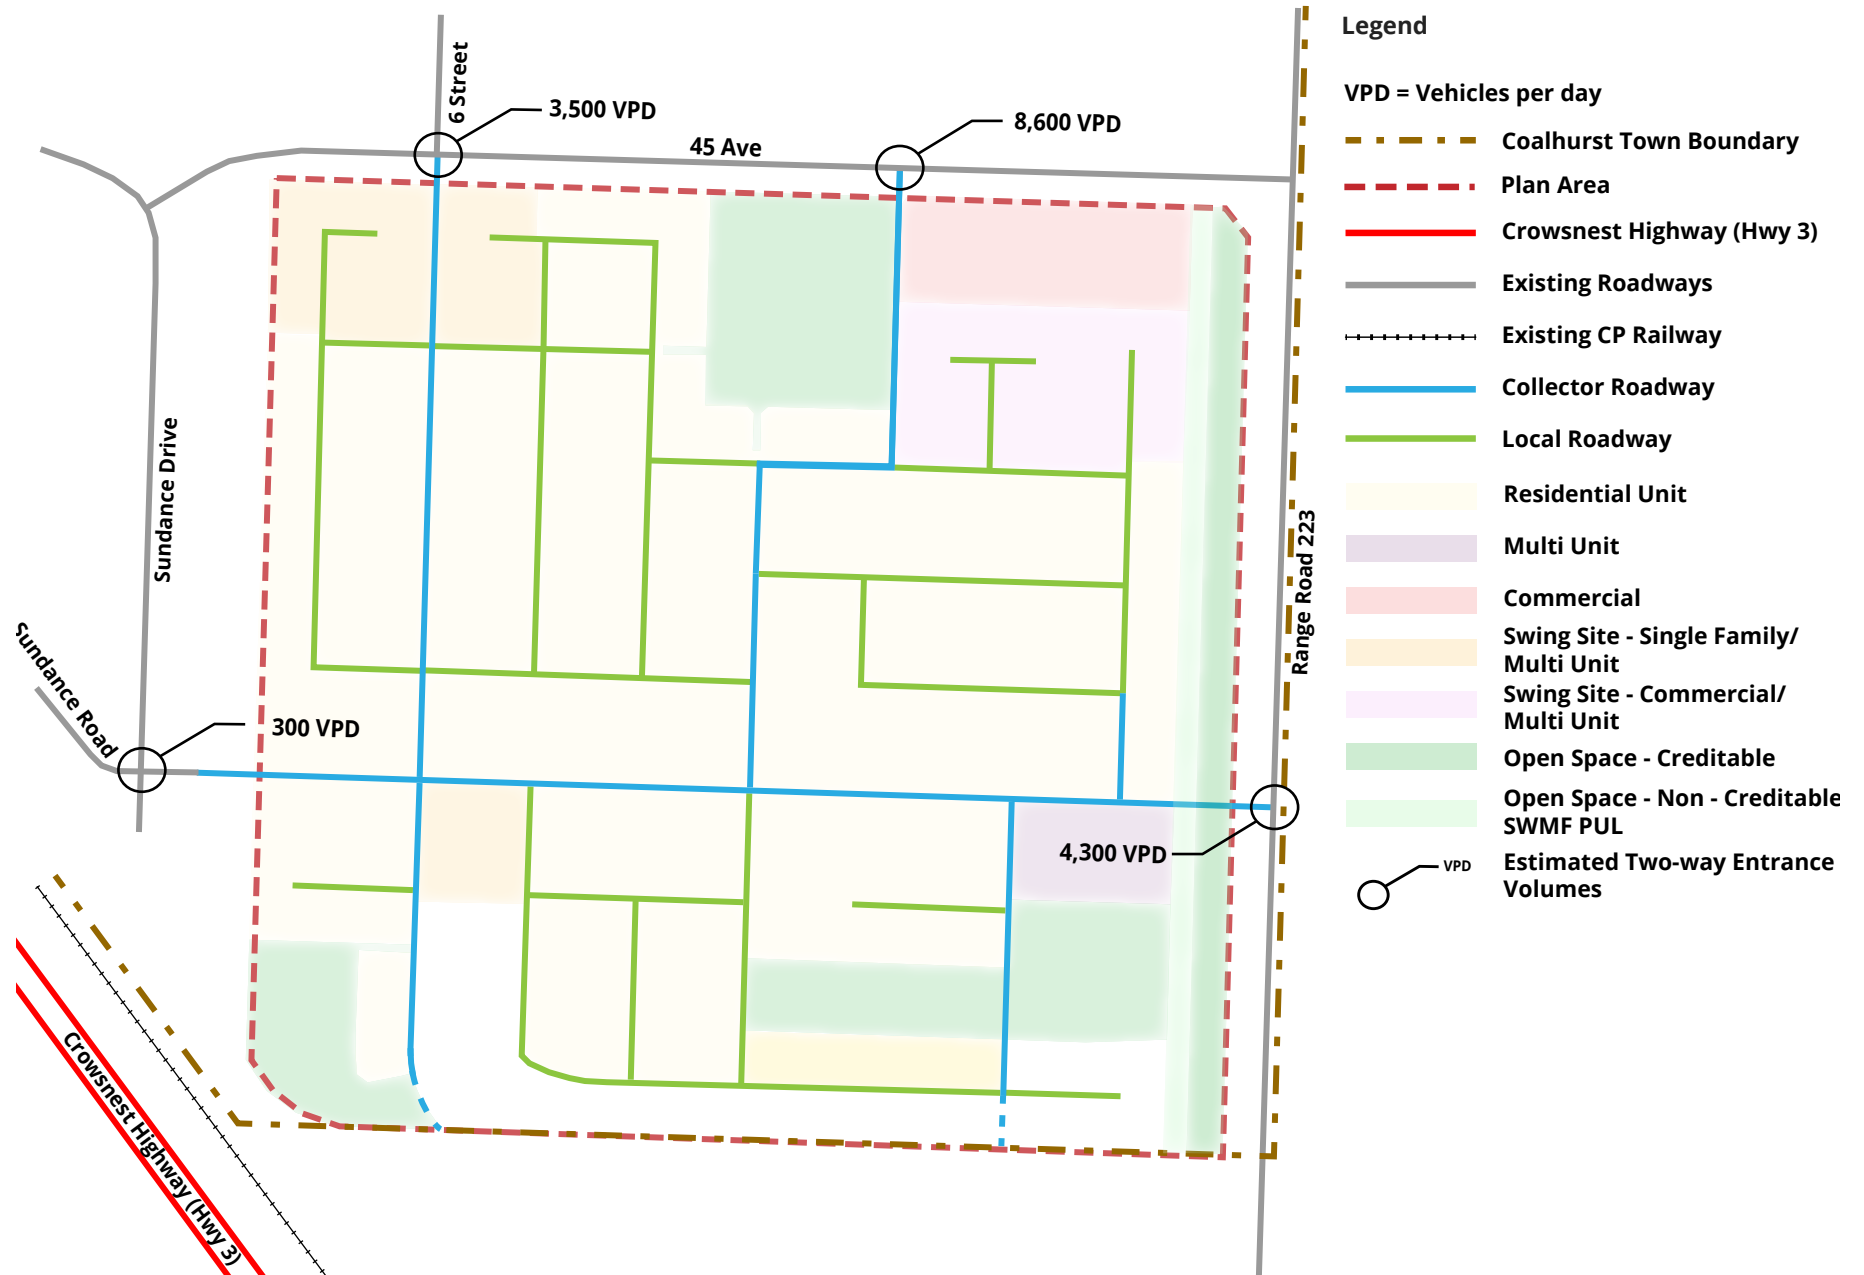 6 Street
3,500 VPD
45 Ave
8,600 VPD
Sundance Drive
Sundance Road
300 VPD
4,300 VPD
Range Road 223
Crowsnest Highway (Hwy 3)
Legend
VPD = Vehicles per day
Coalhurst Town Boundary
Plan Area
Crowsnest Highway (Hwy 3)
Existing Roadways
Existing CP Railway
Collector Roadway
Local Roadway
Residential Unit
Multi Unit
Commercial
Swing Site - Single Family/
Multi Unit
Swing Site - Commercial/
Multi Unit
Open Space - Creditable
Open Space - Non - Creditable
SWMF PUL
VPD
Estimated Two-way Entrance
Volumes